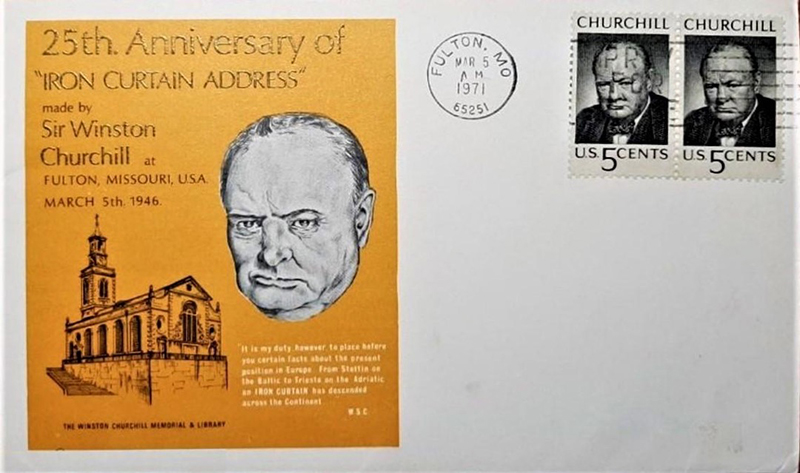 25th. Anniversary of
"IRON CURTAIN ADDRESS"
made by
Sir Winston
Churchill at
FULTON, MISSOURI, U.S.A.
MARCH 5th. 1946.
"It is my duty, however to place before
you certain facts about the present
position in Europe. From Stettin on
the Baltic to Trieste on the Adriatic
an IRON CURTAIN has descended
across the Continent.
W.S.C.
THE WINSTON CHURCHILL MEMORIAL & LIBRARY
FULTON, MO
MAR 5
A M
1971
65251
CHURCHILL
U.S. 5 CENTS
CHURCHILL
U.S. 5 CENTS